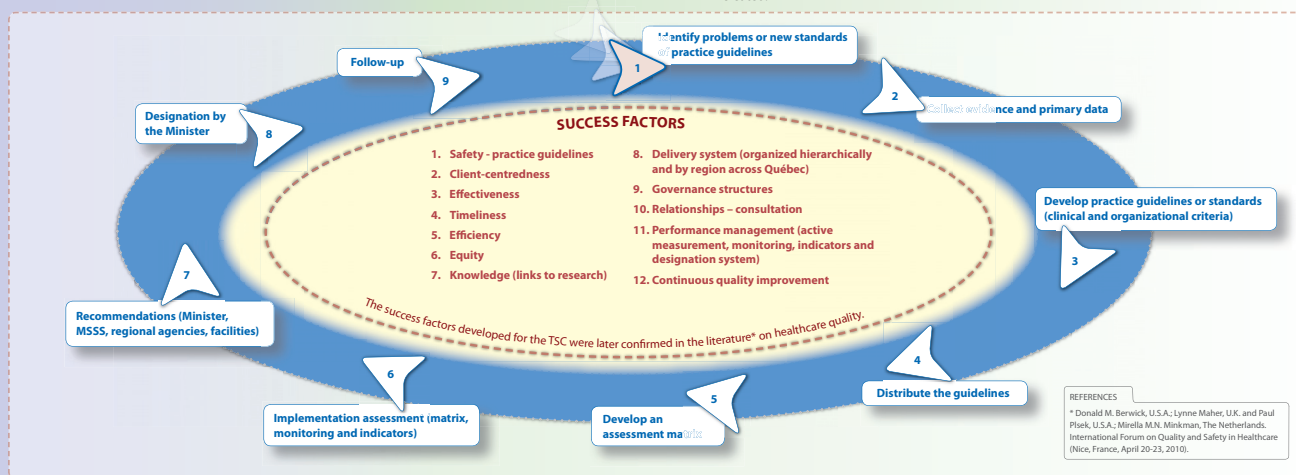 1
Identify problems or new standards
of practice guidelines
2
Collect evidence and primary data
3
Develop practice guidelines or standards
(clinical and organizational criteria)
4
Distribute the guidelines
5
Develop an
assessment matrix
6
Implementation assessment (matrix,
monitoring and indicators)
7
Recommendations (Minister,
MSSS, regional agencies, facilities)
8
Designation by
the Minister
9
Follow-up
SUCCESS FACTORS
1. Safety - practice guidelines
2. Client-centredness
3. Effectiveness
4. Timeliness
5. Efficiency
6. Equity
7. Knowledge (links to research)
8. Delivery system (organized hierarchically
and by region across Québec)
9. Governance structures
10. Relationships – consultation
11. Performance management (active
measurement, monitoring, indicators and
designation system)
12. Continuous quality improvement
The success factors developed for the TSC were later confirmed in the literature* on healthcare quality.
REFERENCES
* Donald M. Berwick, U.S.A.; Lynne Maher, U.K. and Paul
Plsek, U.S.A.; Mirella M.N. Minkman, The Netherlands.
International Forum on Quality and Safety in Healthcare
(Nice, France, April 20-23, 2010).